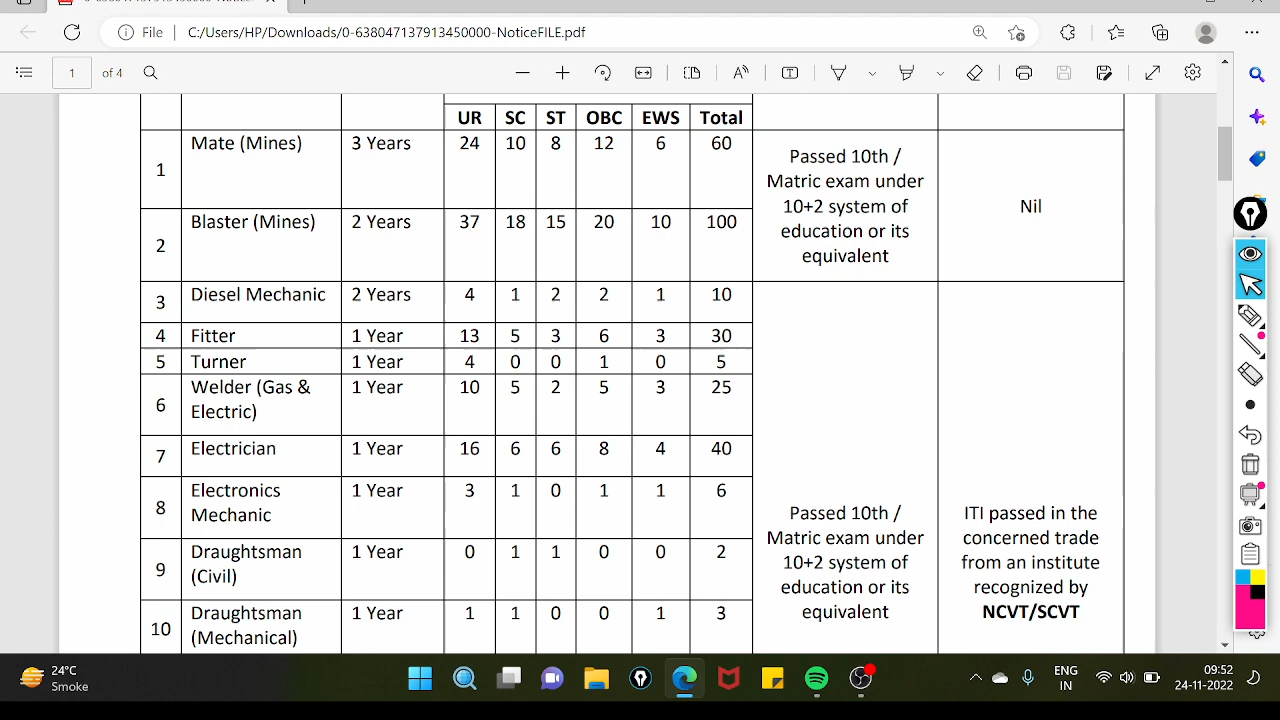 0-638047137913450000-Notice
File C:/Users/HP/Downloads/0-638047137913450000-NoticeFILE.pdf
1 of 4
UR SC ST OBC EWS Total
1 Mate (Mines) 3 Years 24 10 8 12 6 60
2 Blaster (Mines) 2 Years 37 18 15 20 10 100
Passed 10th /
Matric exam under
10+2 system of
education or its
equivalent
Nil
3 Diesel Mechanic 2 Years 4 1 2 2 1 10
4 Fitter 1 Year 13 5 3 6 3 30
5 Turner 1 Year 4 0 0 1 0 5
6 Welder (Gas & 1 Year 10 5 2 5 3 25
Electric)
7 Electrician 1 Year 16 6 6 8 4 40
8 Electronics 1 Year 3 1 0 1 1 6
Mechanic
9 Draughtsman 1 Year 0 1 1 0 0 2
(Civil)
10 Draughtsman 1 Year 1 1 0 0 1 3
(Mechanical)
Passed 10th /
Matric exam under
10+2 system of
education or its
equivalent
ITI passed in the
concerned trade
from an institute
recognized by
NCVT/SCVT
24°C
Smoke
ENG
IN
09:52
24-11-2022